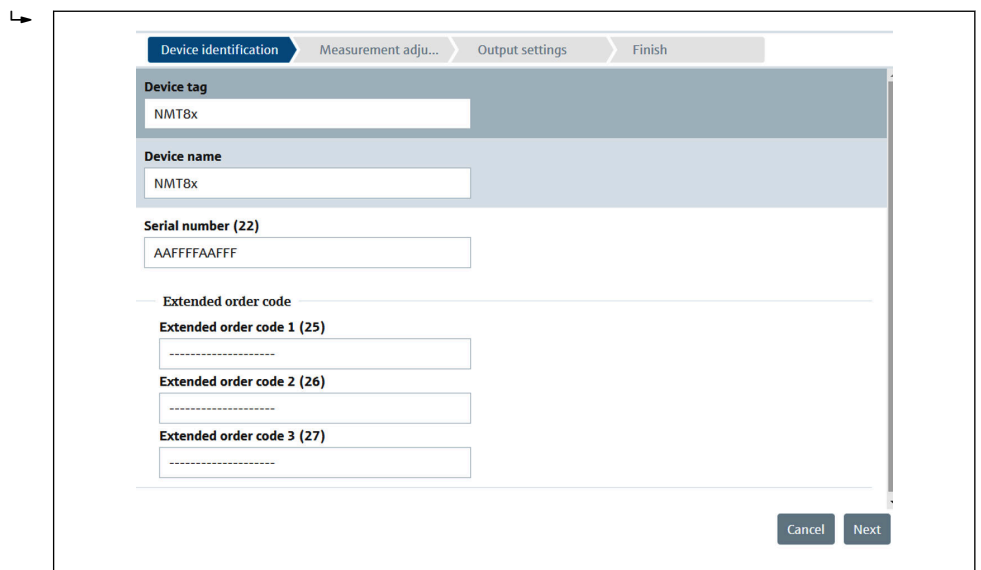 Device identification Measurement adju... Output settings Finish
Device tag
NMT8x
Device name
NMT8x
Serial number (22)
AAFFFFAAFFF
Extended order code
Extended order code 1 (25)
--------------------
Extended order code 2 (26)
--------------------
Extended order code 3 (27)
--------------------
Cancel Next